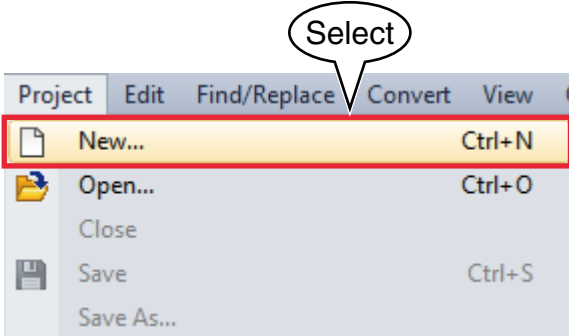 Select
Project Edit Find/Replace Convert View
New... Ctrl+N
Open... Ctrl+O
Close
Save Ctrl+S
Save As...